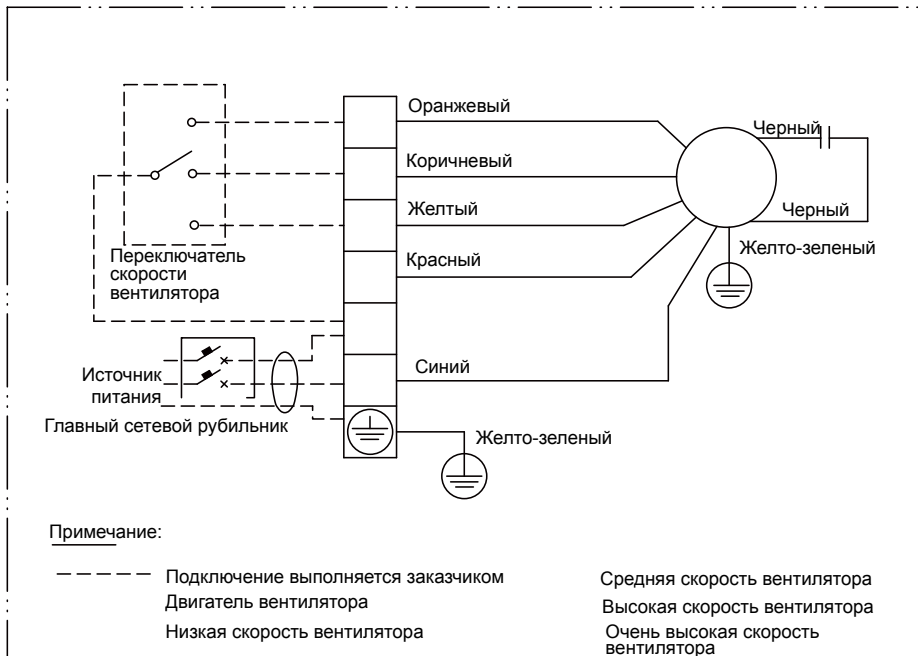 Оранжевый
Черный
Коричневый
Желтый
Черный
Переключатель
скорости
вентилятора
Красный
Желто-зеленый
Источник
питания
Синий
Главный сетевой рубильник
Желто-зеленый
Примечание:
Подключение выполняется заказчиком
Двигатель вентилятора
Низкая скорость вентилятора
Средняя скорость вентилятора
Высокая скорость вентилятора
Очень высокая скорость
вентилятора